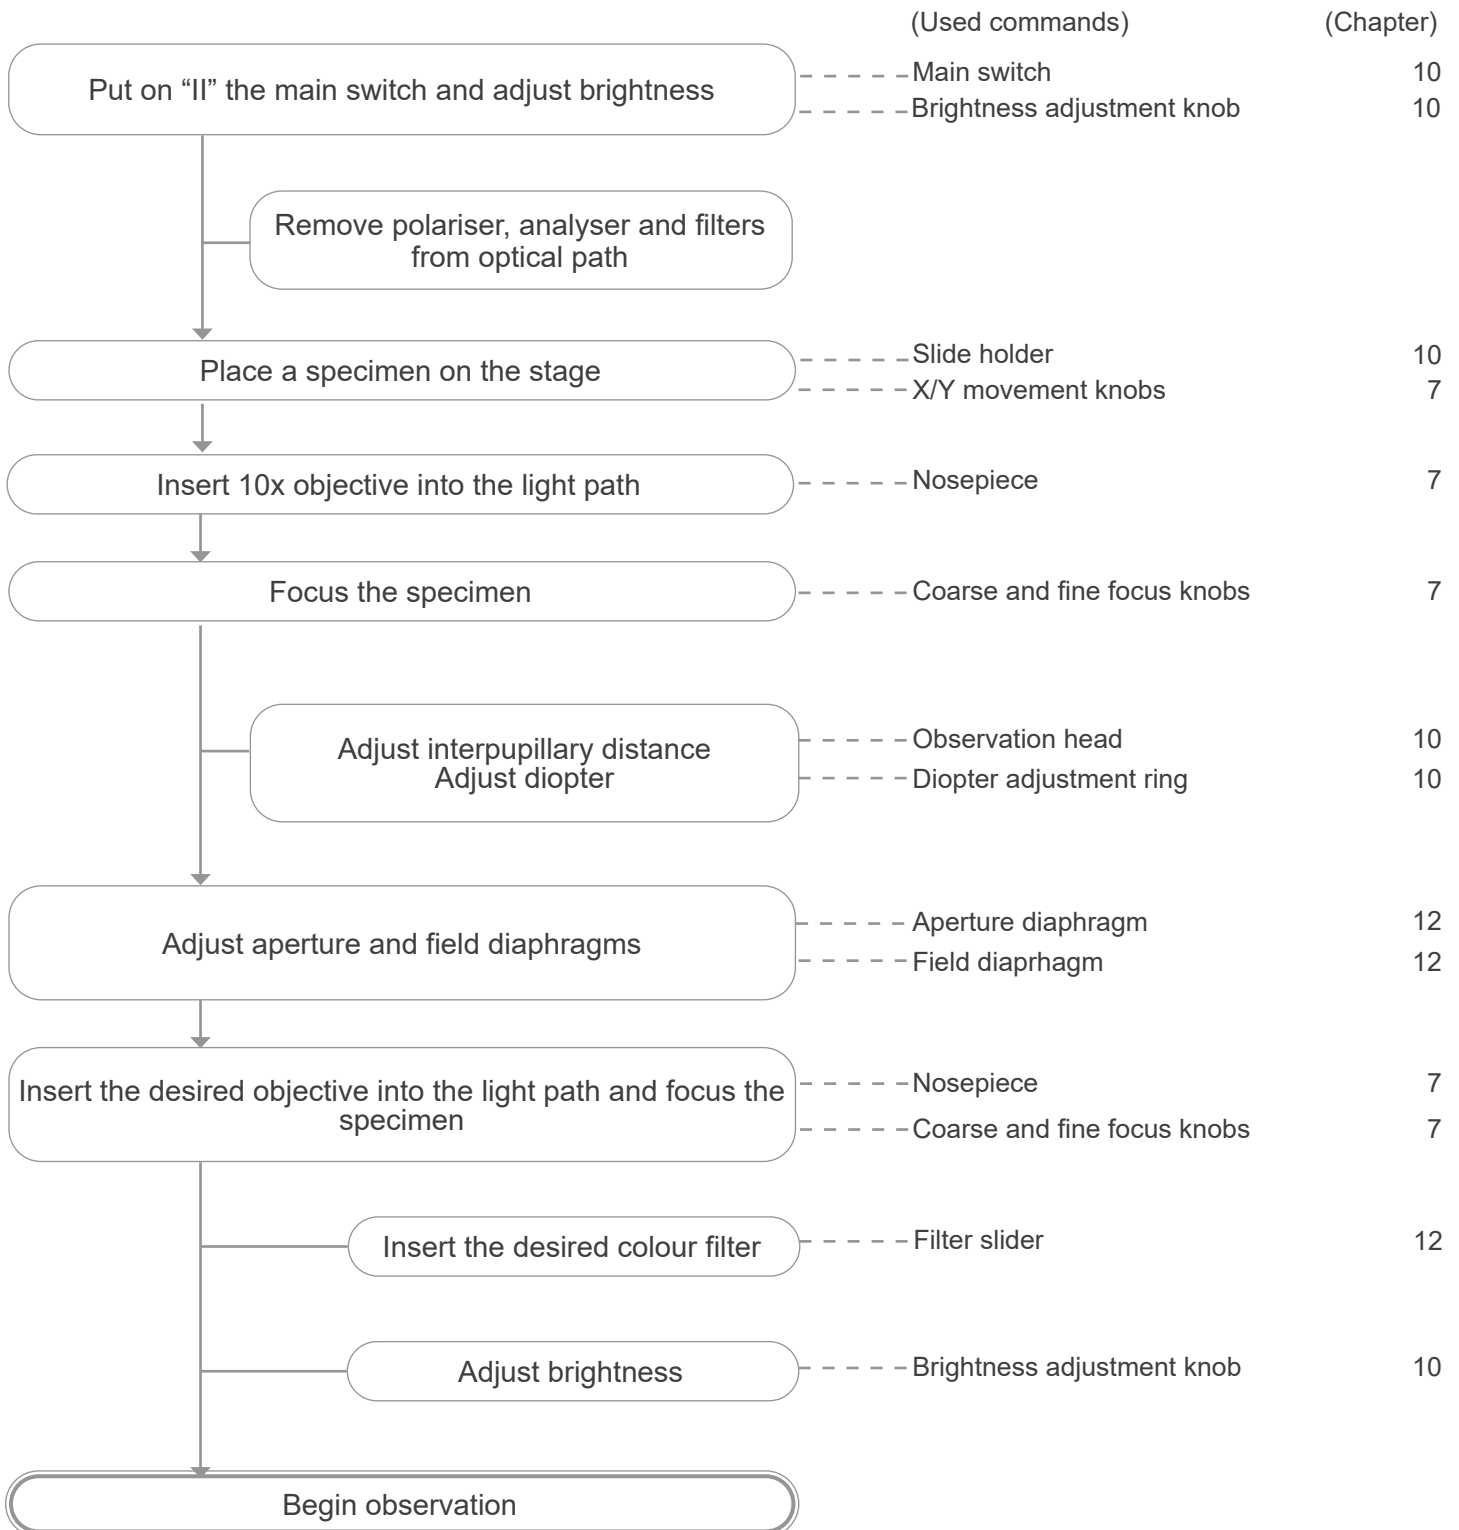 (Used commands) (Chapter)
Put on “II” the main switch and adjust brightness
Main switch 10
Brightness adjustment knob 10
Remove polariser, analyser and filters
from optical path
Place a specimen on the stage
Slide holder 10
X/Y movement knobs 7
Insert 10x objective into the light path
Nosepiece 7
Focus the specimen
Coarse and fine focus knobs 7
Adjust interpupillary distance
Adjust diopter
Observation head 10
Diopter adjustment ring 10
Adjust aperture and field diaphragms
Aperture diaphragm 12
Field diaprhagm 12
Insert the desired objective into the light path and focus the
specimen
Nosepiece 7
Coarse and fine focus knobs 7
Insert the desired colour filter
Filter slider 12
Adjust brightness
Brightness adjustment knob 10
Begin observation